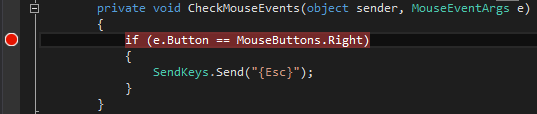 private void CheckMouseEvents(object sender, MouseEventArgs e)
{
if (e.Button == MouseButtons.Right)
{
SendKeys.Send("{Esc}");
}
}